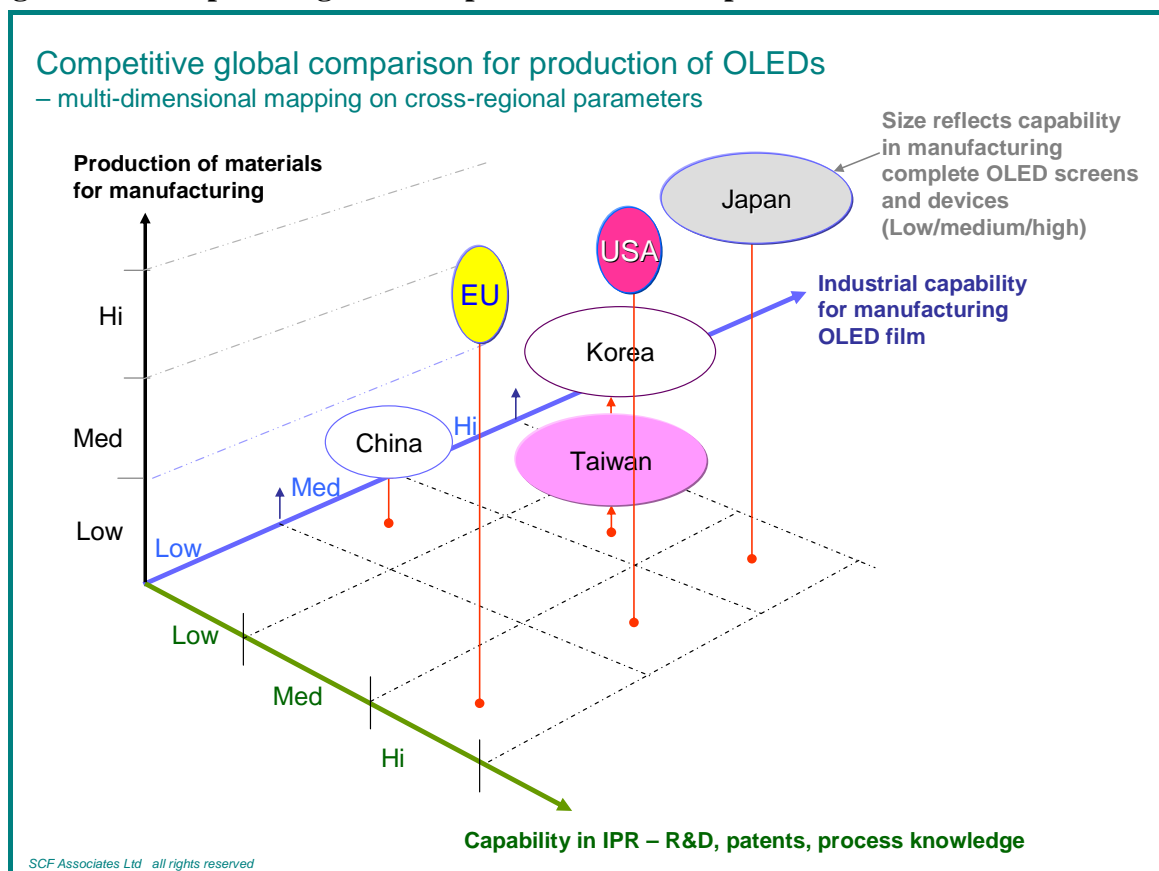 Competitive global comparison for production of OLEDs
– multi-dimensional mapping on cross-regional parameters
Size reflects capability
in manufacturing
complete OLED screens
and devices
(Low/medium/high)
Production of materials
for manufacturing
Japan
USA
EU
Industrial capability
for manufacturing
OLED film
Hi
Korea
Med
China
Hi
Taiwan
Med
Low
Low
Low
Med
Hi
Capability in IPR – R&D, patents, process knowledge
SCF Associates Ltd all rights reserved